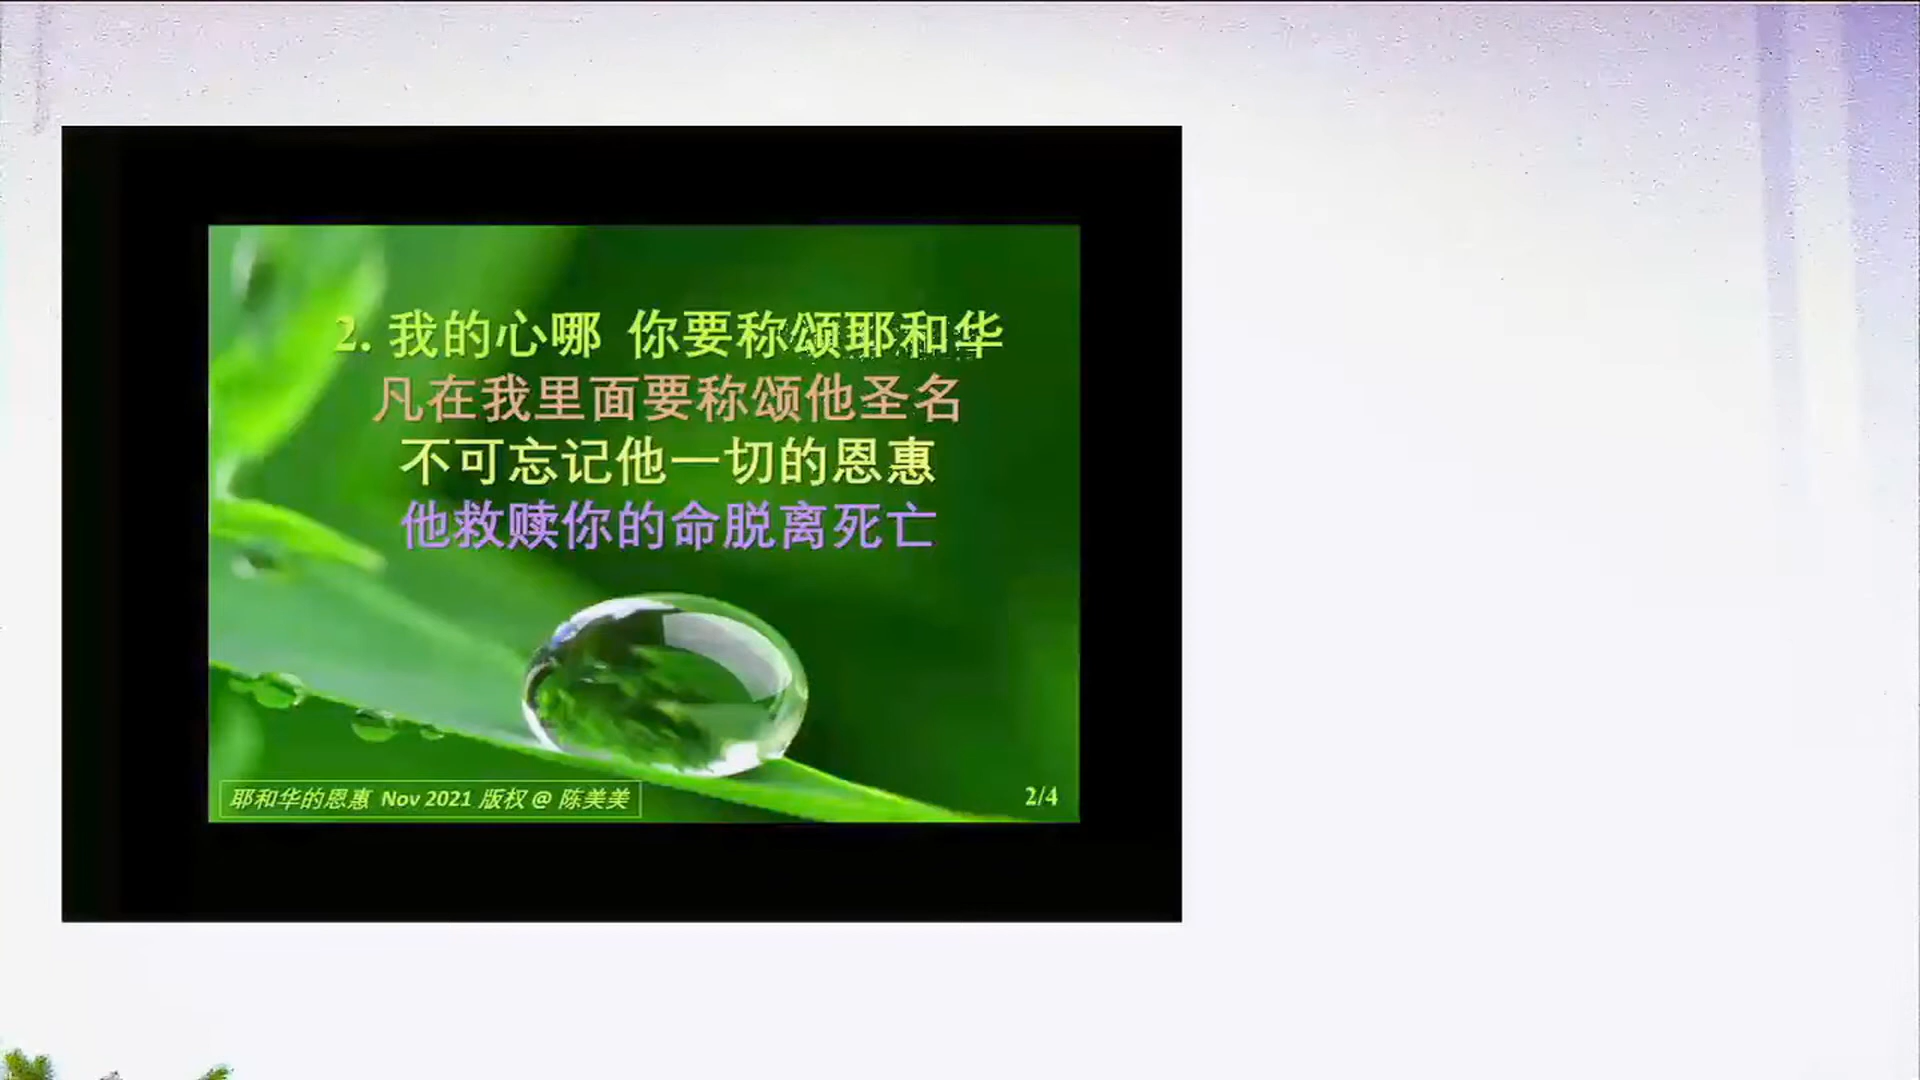 2. 我的心哪 你要称颂耶和华
凡在我里面要称颂他圣名
不可忘记他一切的恩惠
他救赎你的命脱离死亡
耶和华的恩惠 Nov 2021 版权 @ 陈美美
2/4